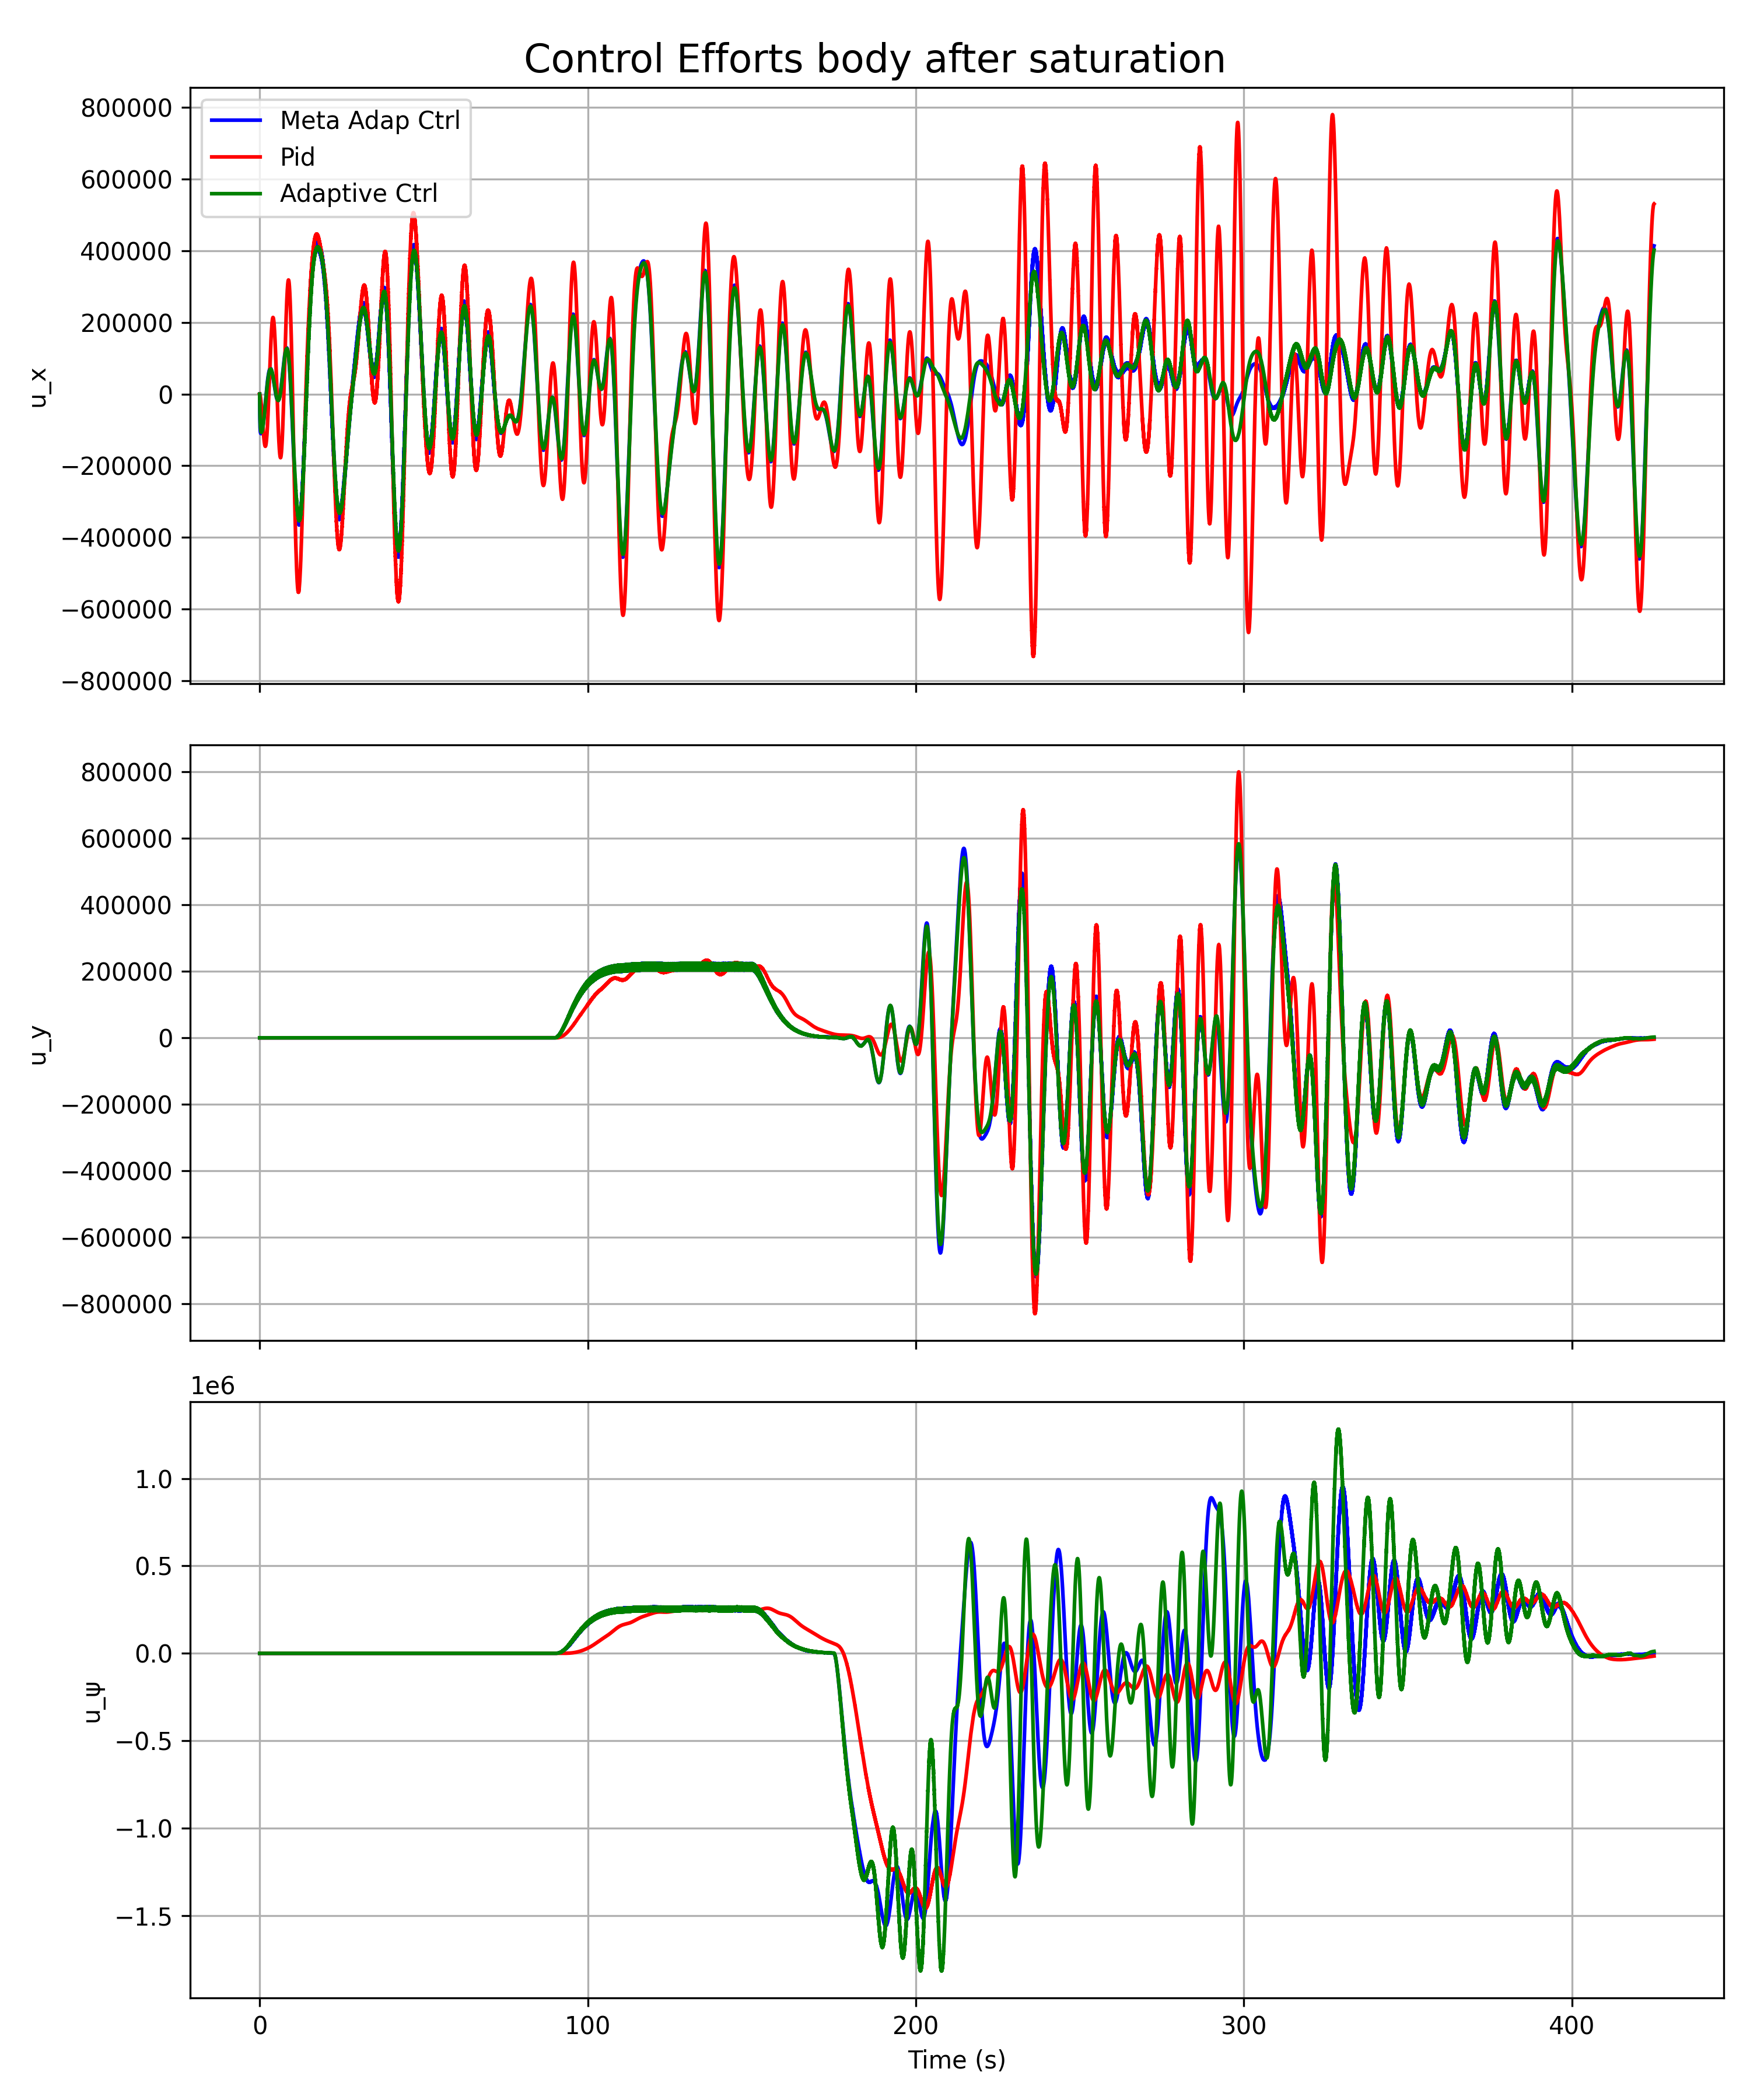 Control Efforts body after saturation
Meta Adap Ctrl
Pid
Adaptive Ctrl
800000
600000
400000
200000
0
−200000
−400000
−600000
−800000
u_x
800000
600000
400000
200000
0
−200000
−400000
−600000
−800000
u_y
1e6
1.0
0.5
0.0
−0.5
−1.0
−1.5
u_ψ
0 100 200 300 400
Time (s)